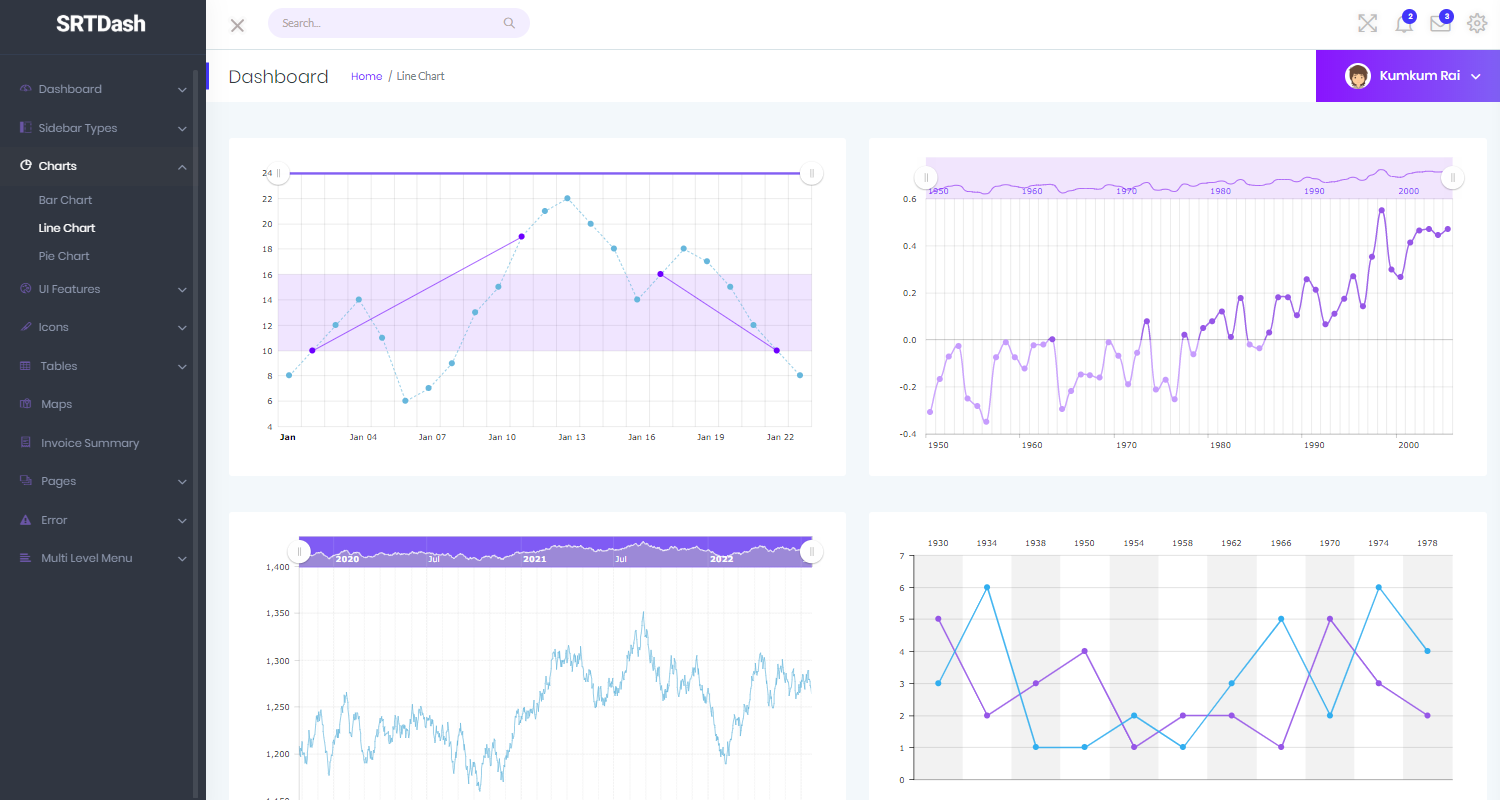 SRTDash
Search...
2
3
Dashboard
Home / Line Chart
Kumkum Rai
Dashboard
Sidebar Types
Charts
Bar Chart
Line Chart
Pie Chart
UI Features
Icons
Tables
Maps
Invoice Summary
Pages
Error
Multi Level Menu
24
22
20
18
16
14
12
10
8
6
4
Jan Jan 04 Jan 07 Jan 10 Jan 13 Jan 16 Jan 19 Jan 22
1950 1960 1970 1980 1990 2000
0.6
0.4
0.2
0.0
-0.2
-0.4
1950 1960 1970 1980 1990 2000
2020 Jul 2021 Jul 2022
1,400
1,350
1,300
1,250
1,200
1,150
1930 1934 1938 1950 1954 1958 1962 1966 1970 1974 1978
7
6
5
4
3
2
1
0